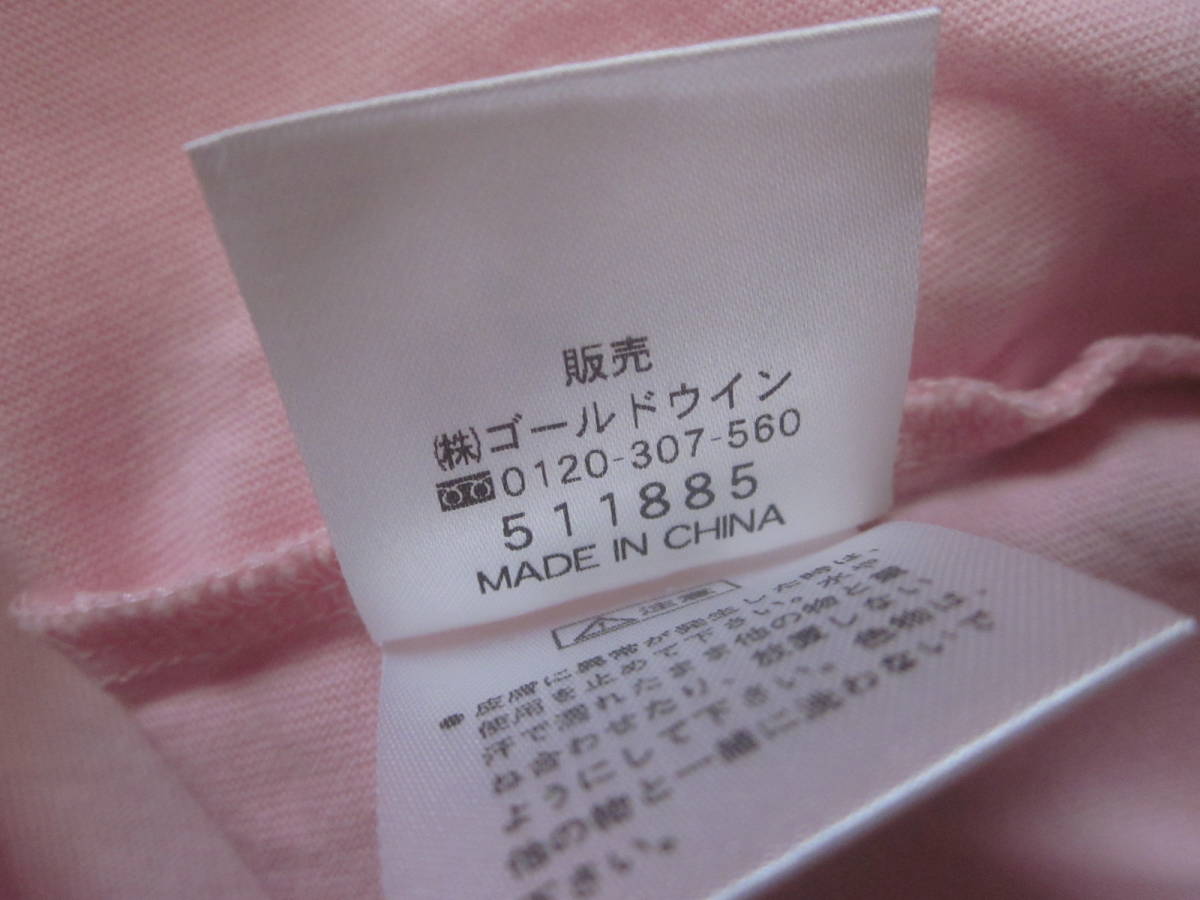 販売
(株)ゴールドウイン
0120-307-560
511885
MADE IN CHINA
注意
● 皮膚に異常が発生した時は、
使用を止めて下さい。水や
汗で濡れたまま他の物と重
ね合わせたり、放置しない
ようにして下さい。色物は、
他の物と一緒に洗わないで
下さい。